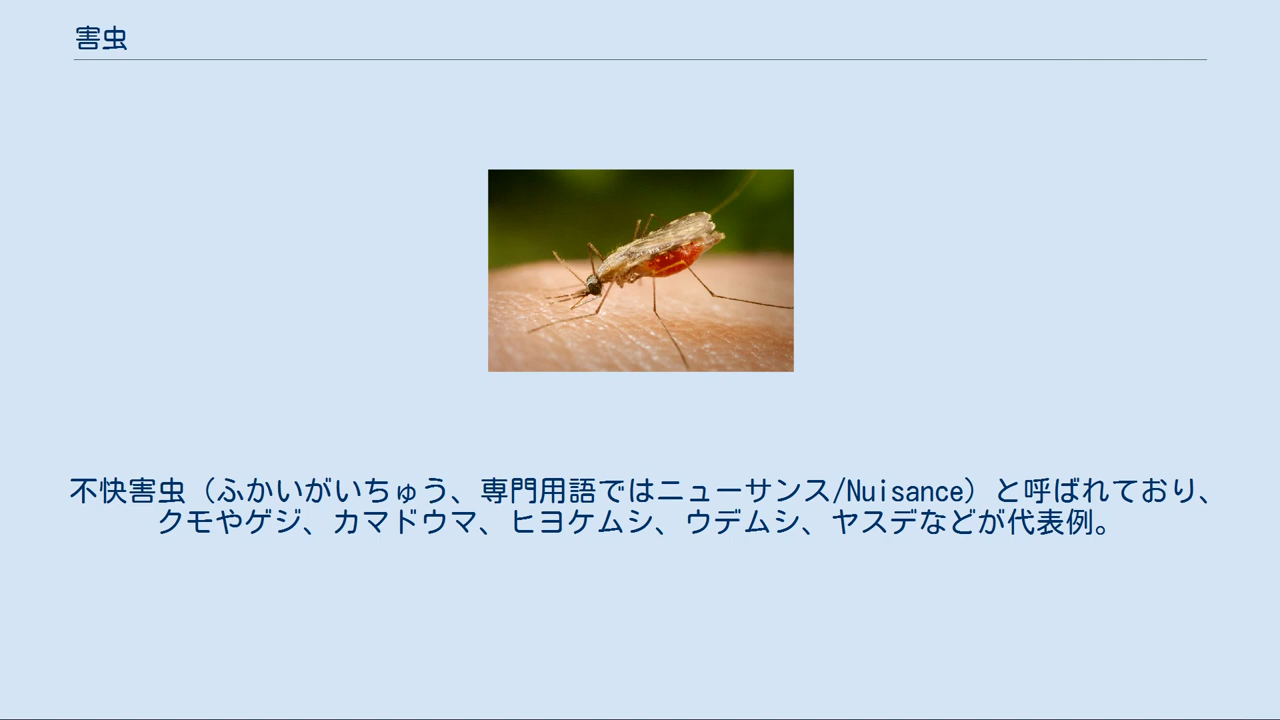 害虫
不快害虫（ふかいがいちゅう、専門用語ではニューサンス/Nuisance）と呼ばれており、
クモやゲジ、カマドウマ、ヒヨケムシ、ウデムシ、ヤスデなどが代表例。